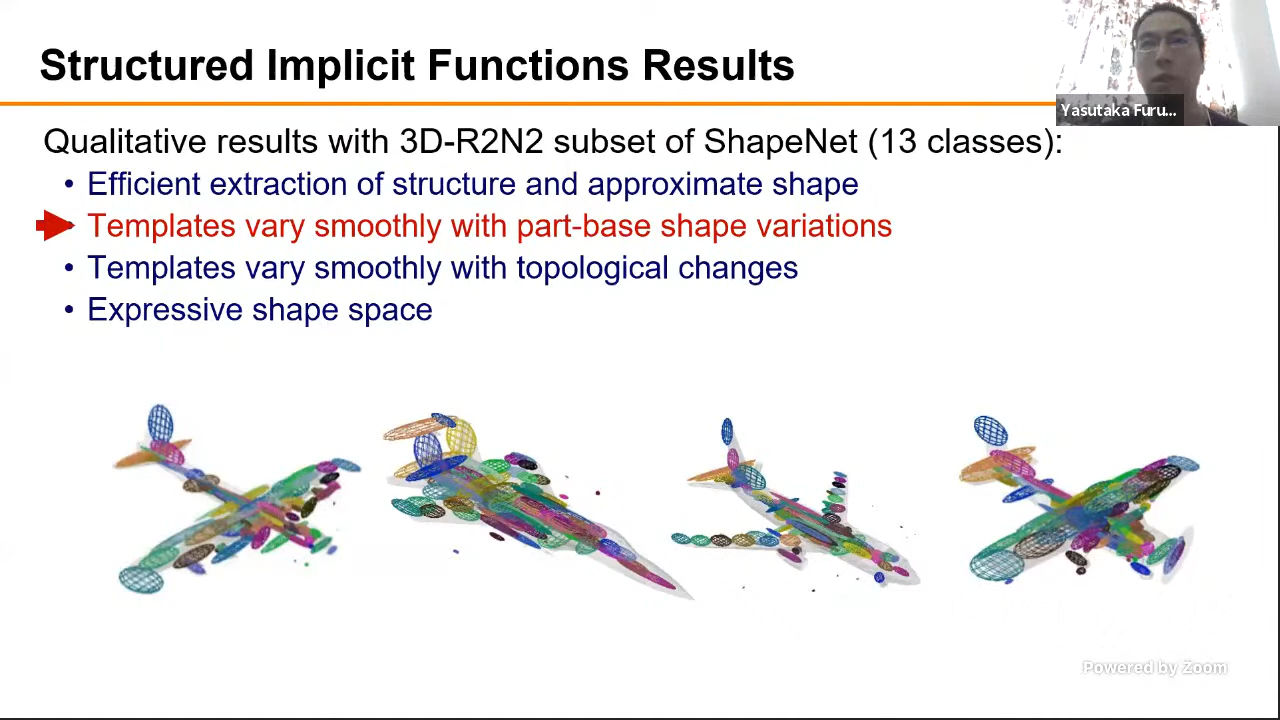 Structured Implicit Functions Results
Yasutaka Furu...
Qualitative results with 3D-R2N2 subset of ShapeNet (13 classes):
• Efficient extraction of structure and approximate shape
Templates vary smoothly with part-base shape variations
• Templates vary smoothly with topological changes
• Expressive shape space
Powered by Zoom